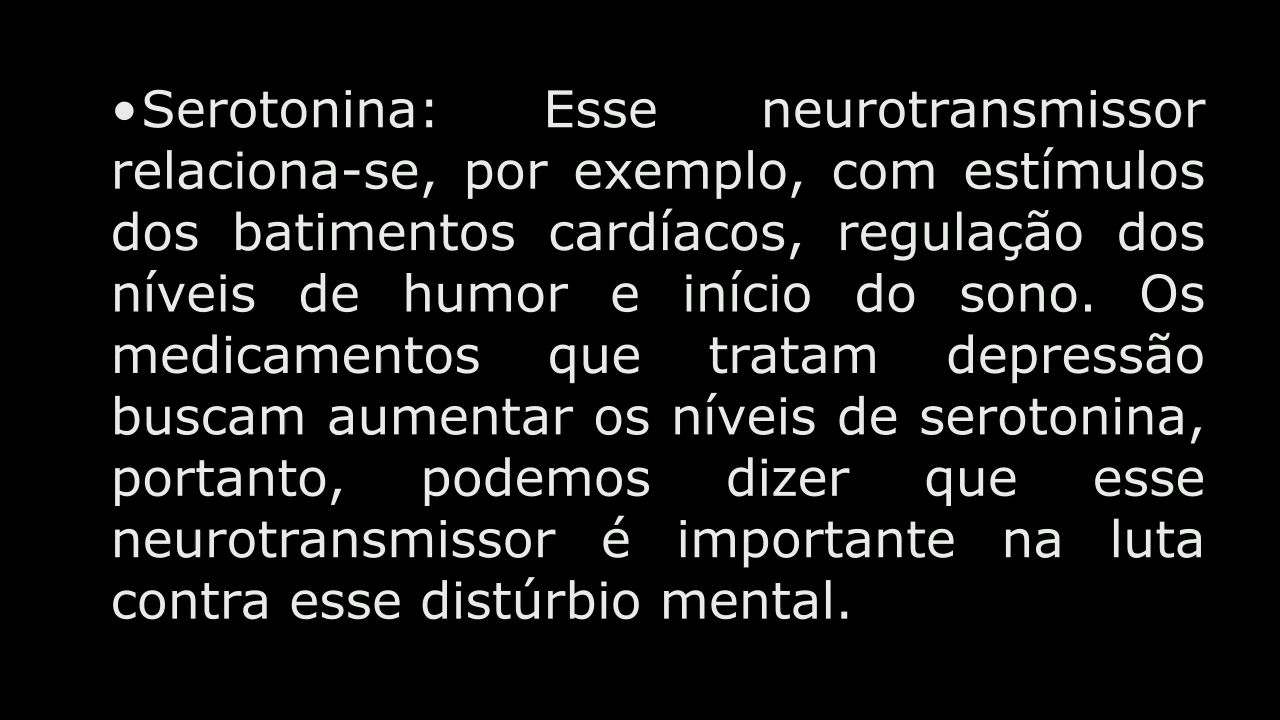 •Serotonina: Esse neurotransmissor
relaciona-se, por exemplo, com estímulos
dos batimentos cardíacos, regulação dos
níveis de humor e início do sono. Os
medicamentos que tratam depressão
buscam aumentar os níveis de serotonina,
portanto, podemos dizer que esse
neurotransmissor é importante na luta
contra esse distúrbio mental.